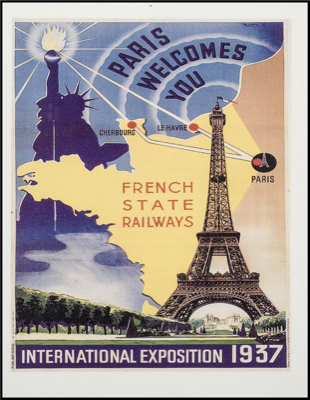 PARIS
WELCOMES
YOU
CHERBOURG
LE HAVRE
PARIS
FRENCH
STATE
RAILWAYS
INTERNATIONAL EXPOSITION 1937